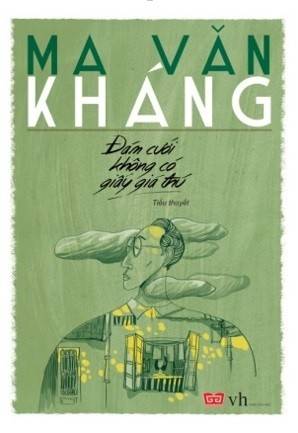 MA VĂN
KHÁNG
Đám cưới
không có
giấy giá thú
Tiểu thuyết
vh